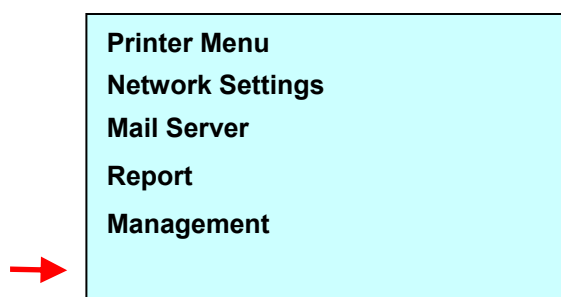 Printer Menu
Network Settings
Mail Server
Report
Management